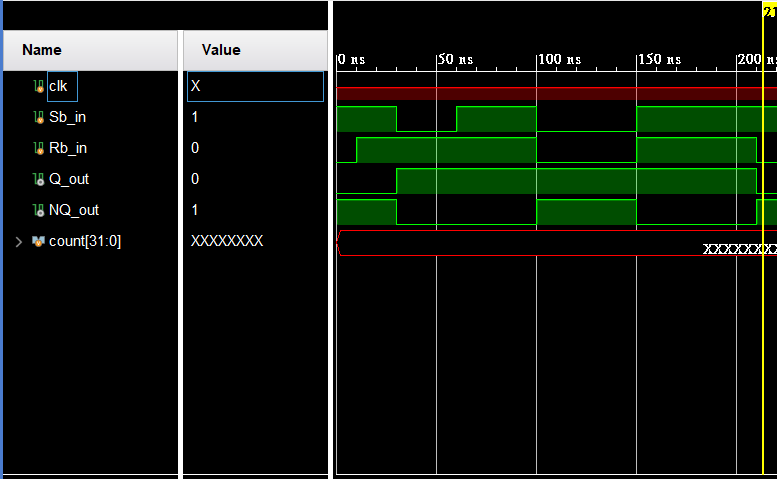 21
Name Value
0 ns 50 ns 100 ns 150 ns 200 ns
clk X
Sb_in 1
Rb_in 0
Q_out 0
NQ_out 1
count[31:0] XXXXXXXX XXXXXXXX